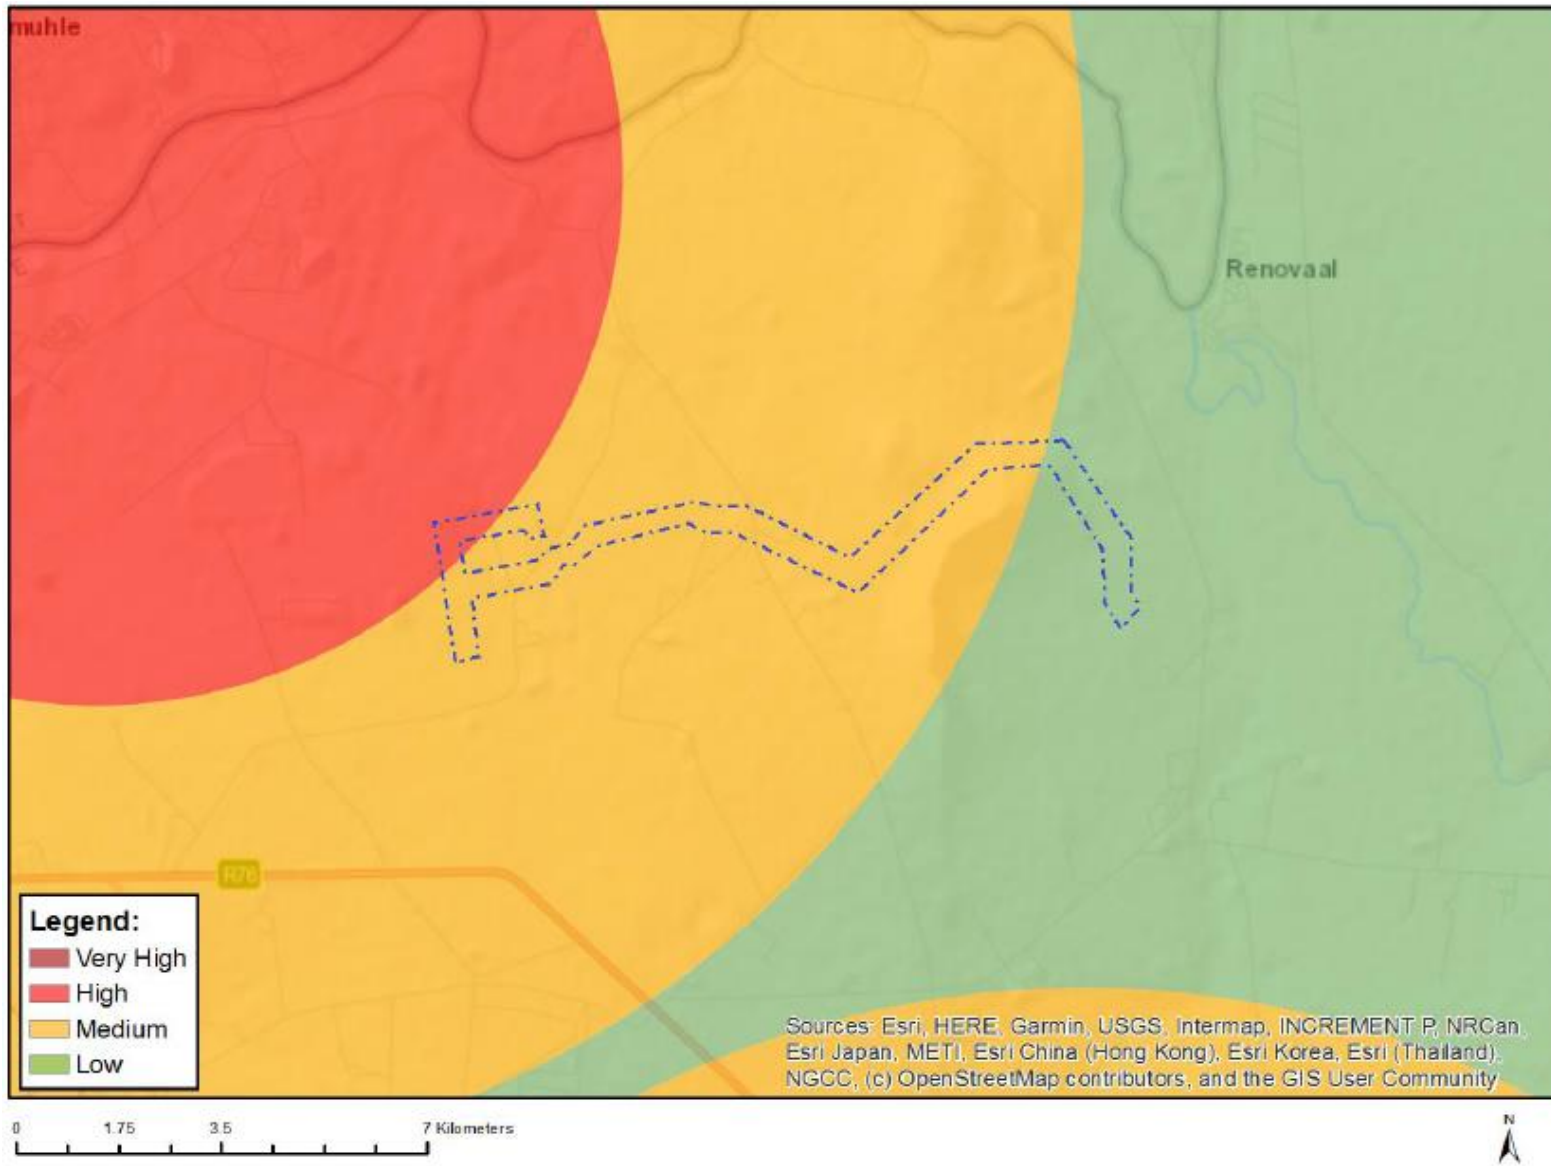 muhle
Renovaal
R76
Legend:
Very High
High
Medium
Low
Sources: Esri, HERE, Garmin, USGS, Intermap, INCREMENT P, NRCan,
Esri Japan, METI, Esri China (Hong Kong), Esri Korea, Esri (Thailand),
NGCC, (c) OpenStreetMap contributors, and the GIS User Community
0 1.75 3.5 7 Kilometers
N